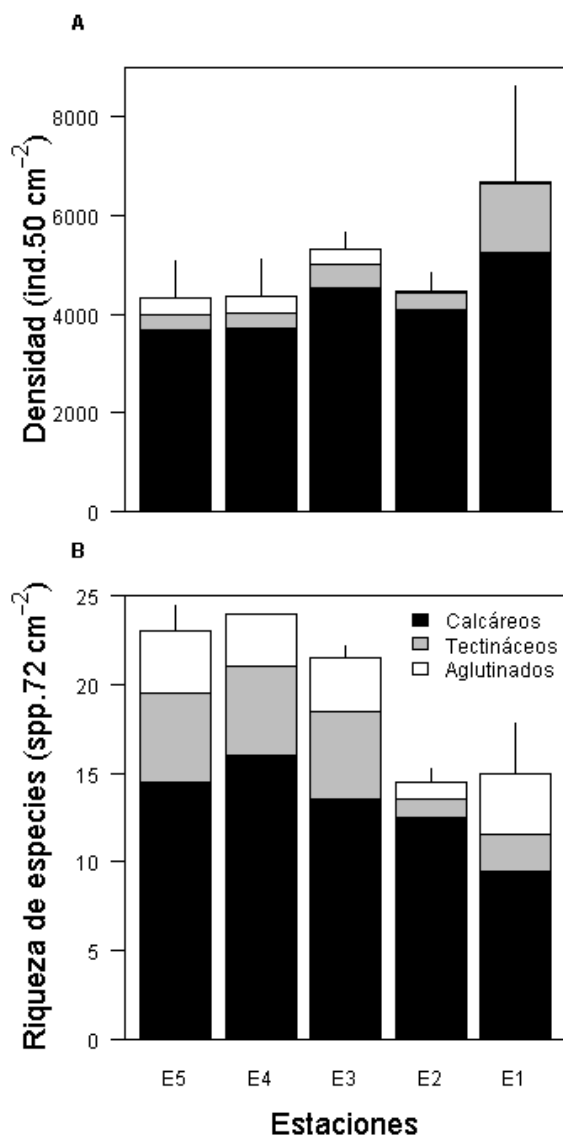 A
Densidad (ind.50 cm⁻²)
8000
6000
4000
2000
0
B
Riqueza de especies (spp.72 cm⁻²)
25
20
15
10
5
0
Calcáreos
Tectináceos
Aglutinados
E5 E4 E3 E2 E1
Estaciones